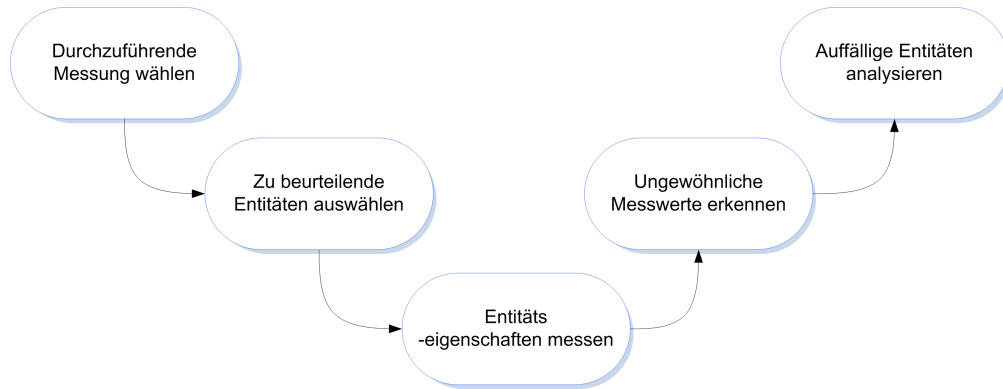 Durchzuführende
Messung wählen
Zu beurteilende
Entitäten auswählen
Entitäts
-eigenschaften messen
Ungewöhnliche
Messwerte erkennen
Auffällige Entitäten
analysieren